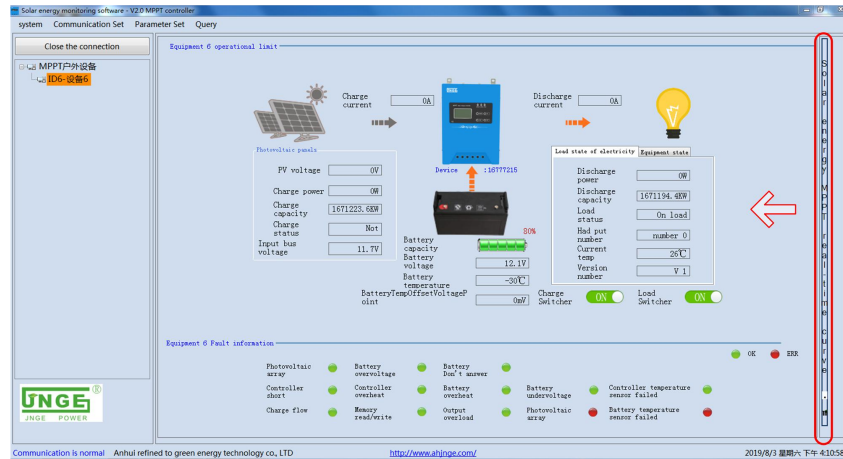 Solar energy monitoring software - V2.0 MPPT controller
system Communication Set Parameter Set Query
Close the connection
MPPT户外设备
ID6-设备6
Equipment 6 operational limit
Charge current 0A
Discharge current 0A
Photovoltaic panels
PV voltage 0V
Charge power 0W
Charge capacity 1671223.6KW
Charge status Not
Input bus voltage 11.7V
Device :16777215
80%
Battery capacity
Battery voltage 12.1V
Battery temperature -30℃
BatteryTempOffsetVoltageP
oint 0mV
Load state of electricity Equipment state
Discharge power 0W
Discharge capacity 1671194.4KW
Load status On load
Had put number number 0
Current temp 26℃
Version number V 1
Charge Switcher ON
Load Switcher ON
Solar energy MPPT real-time curve
Equipment 6 Fault information
OK ERR
Photovoltaic array
Battery overvoltage
Battery Don't answer
Controller short
Controller overheat
Battery overheat
Battery undervoltage
Controller temperature sensor failed
Charge flow
Memory read/write
Output overload
Photovoltaic array
Battery temperature sensor failed
JNGE®
JNGE POWER
Communication is normal Anhui refined to green energy technology co., LTD http://www.ahjnge.com/ 2019/8/3 星期六 下午 4:10:58